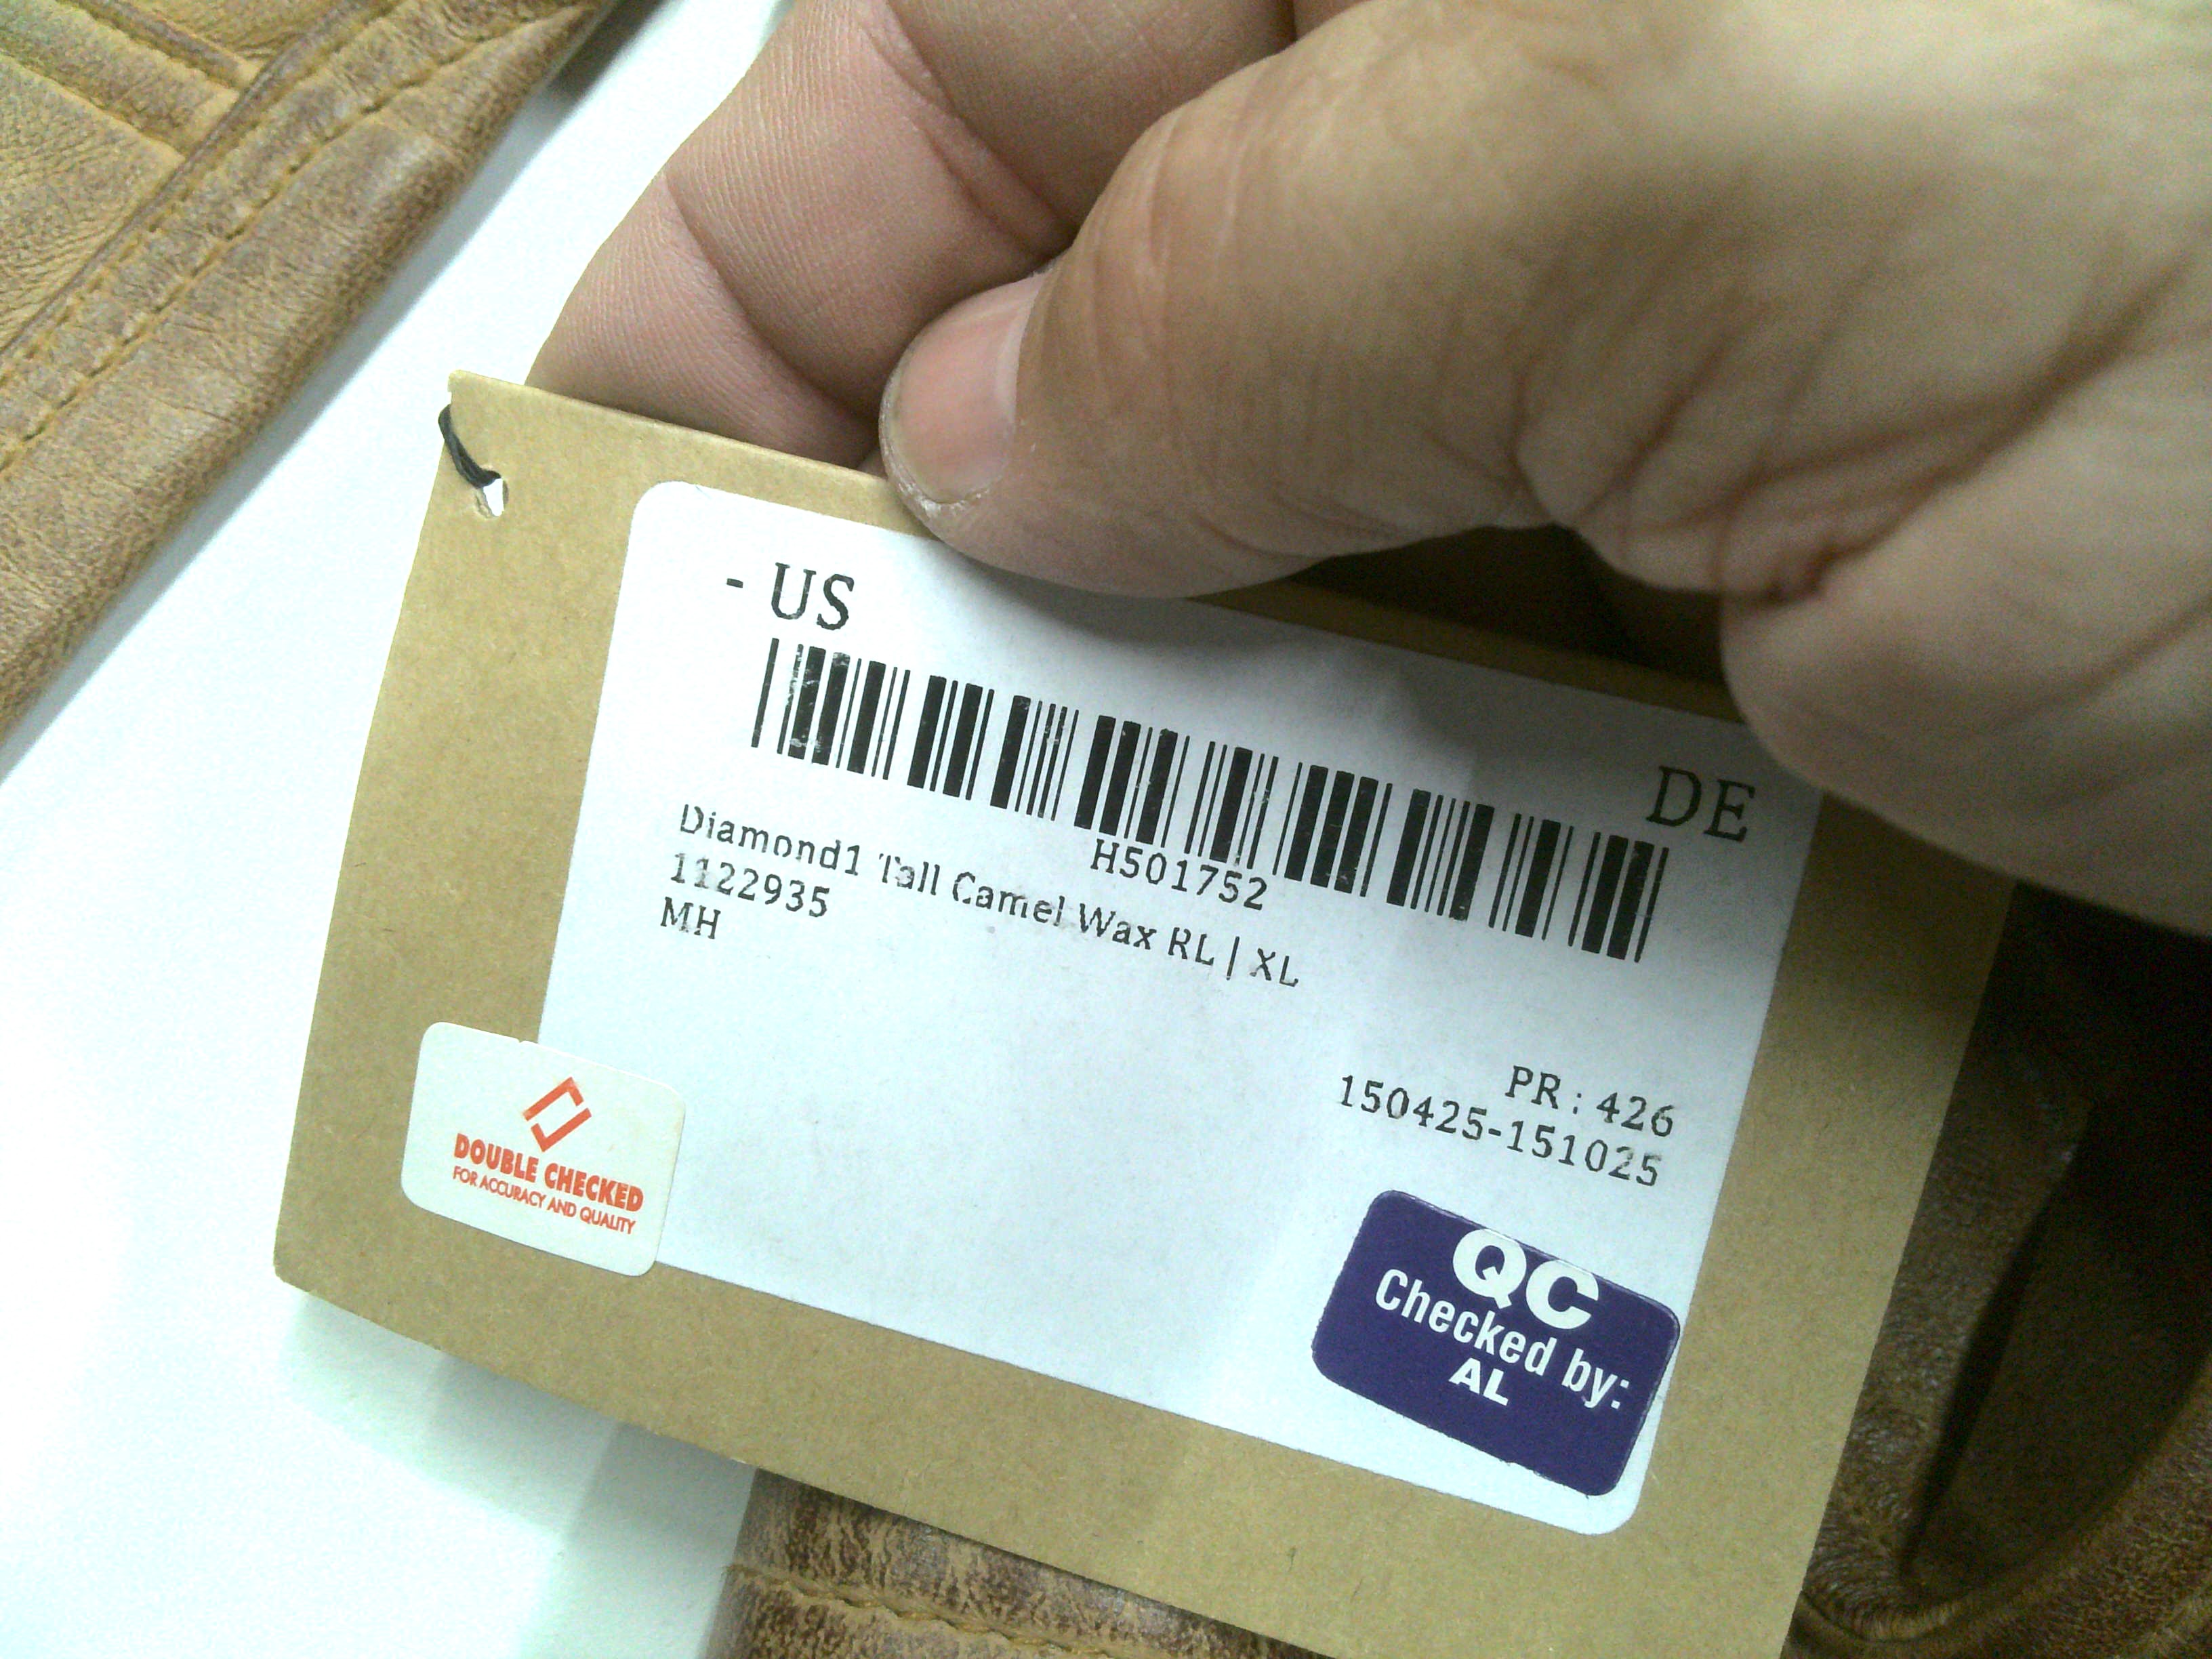 - US
DE
H501752
Diamond1 Tall Camel Wax RL | XL
1122935
MH
PR : 426
150425-151025
DOUBLE CHECKED
FOR ACCURACY AND QUALITY
QC
Checked by:
AL